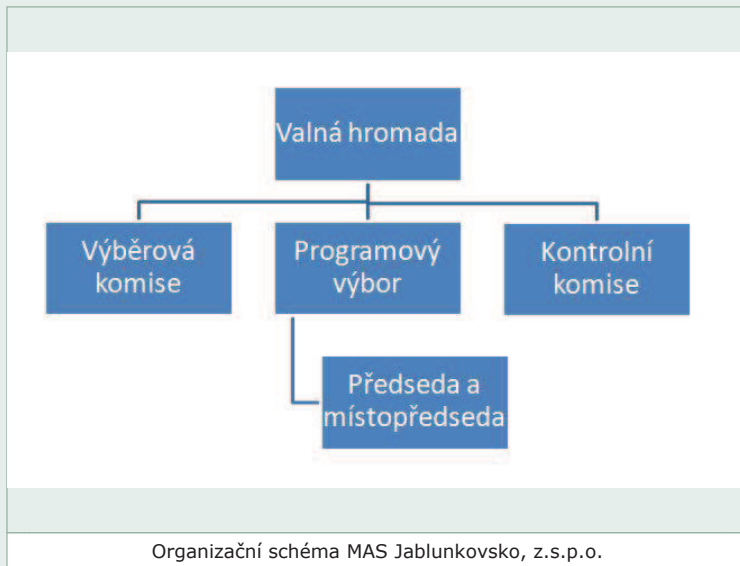 Valná hromada
Výběrová
komise
Programový
výbor
Kontrolní
komise
Předseda a
místopředseda
Organizační schéma MAS Jablunkovsko, z.s.p.o.